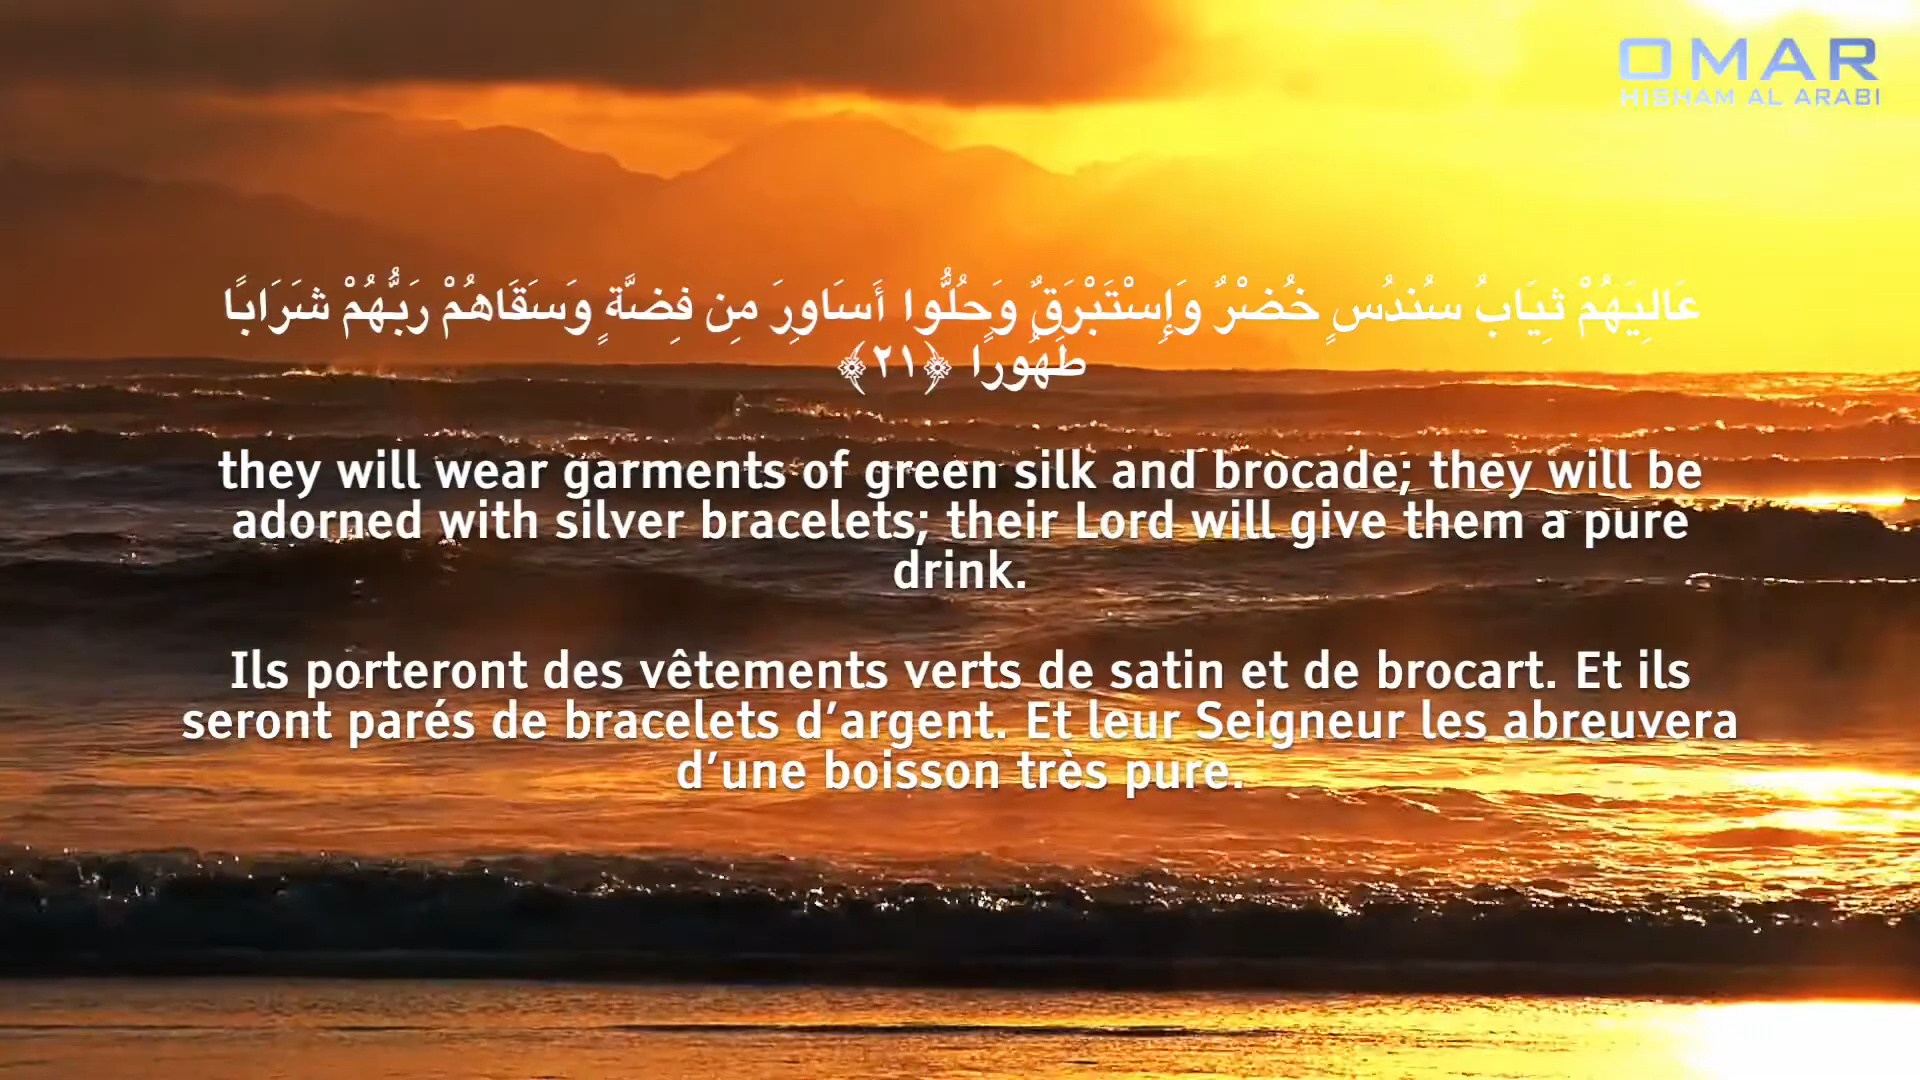 OMAR
HISHAM AL ARABI
عَالِيَهُمْ ثِيَابُ سُندُسٍ خُضْرٌ وَإِسْتَبْرَقٌ وَحُلُّوا أَسَاوِرَ مِن فِضَّةٍ وَسَقَاهُمْ رَبُّهُمْ شَرَابًا
طَهُورًا ﴿٢١﴾
they will wear garments of green silk and brocade; they will be
adorned with silver bracelets; their Lord will give them a pure
drink.
Ils porteront des vêtements verts de satin et de brocart. Et ils
seront parés de bracelets d’argent. Et leur Seigneur les abreuvera
d’une boisson très pure.